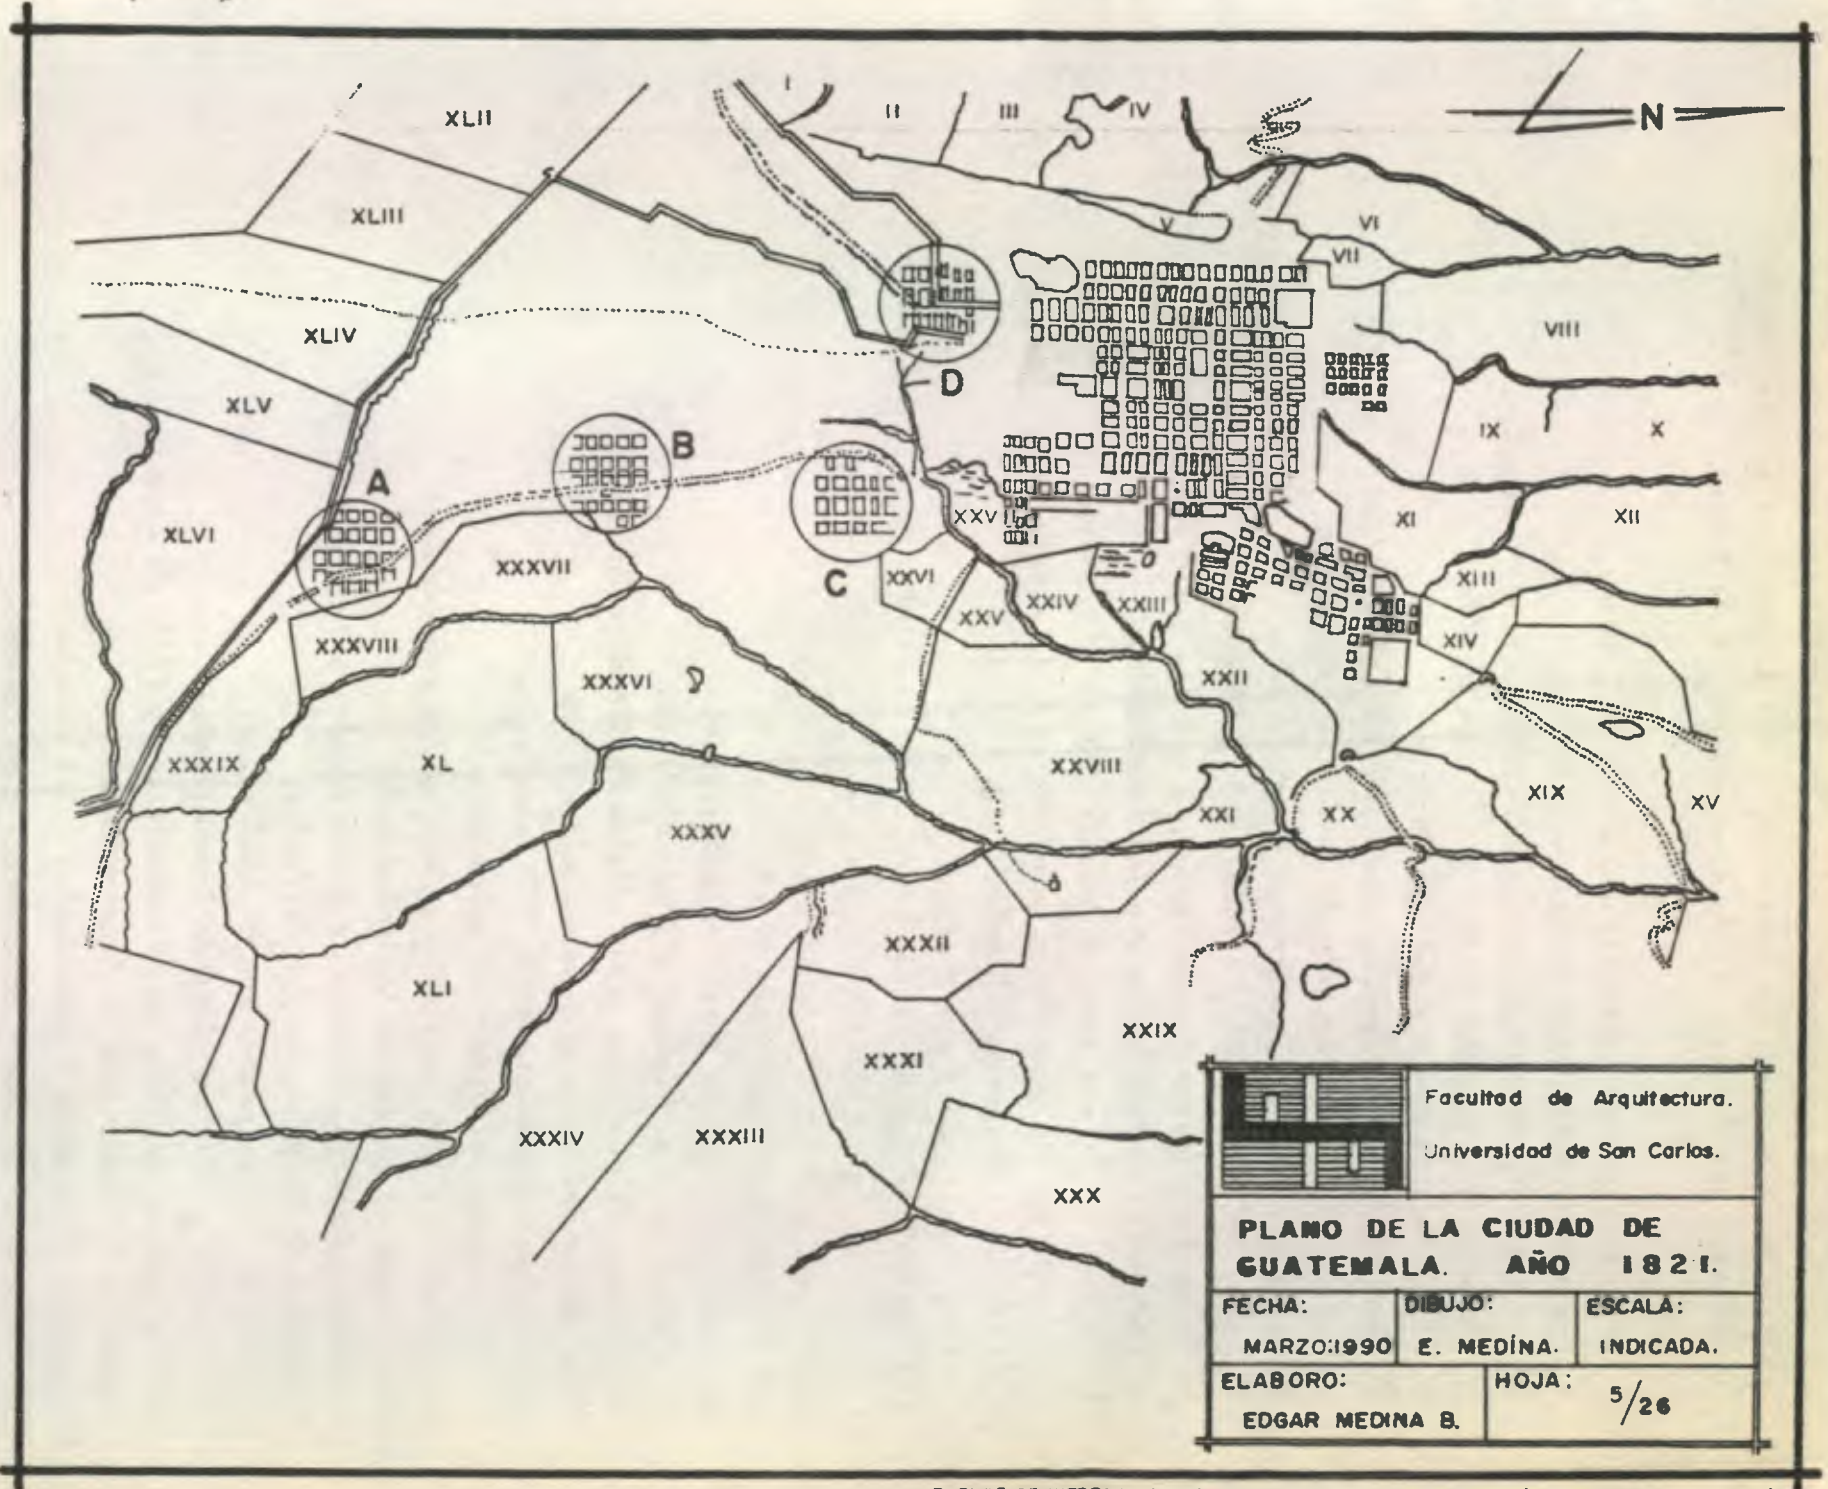 I
II
III
IV
XLII
N
XLIII
V
VI
VII
XLIV
VIII
D
XLV
B
IX
X
A
XLVI
XXV
XI
XII
XXXVII
C
XXVI
XIII
XXV
XXIV
XXIII
XXXVIII
XIV
XXXVI
XXII
XXXIX
XL
XXVIII
XIX
XV
XXXV
XXI
XX
XXXII
XLI
XXIX
XXXI
XXXIV
XXXIII
XXX
Facultad de Arquitectura.
Universidad de San Carlos.
PLANO DE LA CIUDAD DE
GUATEMALA. AÑO 1821.
FECHA:
MARZO:1990
DIBUJO:
E. MEDÍNA.
ESCALA:
INDICADA.
ELABORO:
EDGAR MEDINA B.
HOJA:
5/26